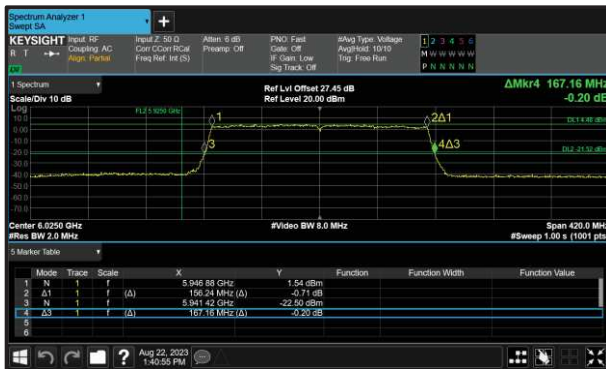 Spectrum Analyzer 1
Swept SA
KEYSIGHT
R T
Input: RF
Coupling: AC
Align: Partial
Input Z: 50 Ω
Corr CCorr RCal
Freq Ref: Int (S)
Atten: 6 dB
Preamp: Off
PNO: Fast
Gate: Off
IF Gain: Low
Sig Track: Off
#Avg Type: Voltage
Avg|Hold: 10/10
Trig: Free Run
1 2 3 4 5 6
M W W W W W
P N N N N N
1 Spectrum
Scale/Div 10 dB
Ref Lvl Offset 27.45 dB
Ref Level 20.00 dBm
ΔMkr4 167.16 MHz
-0.20 dB
Log
10.0
0.00
-10.0
-20.0
-30.0
-40.0
-50.0
-60.0
-70.0
1
2Δ1
3
4Δ3
DL1 4.48 dBm
DL2 -21.52 dBm
Center 6.0250 GHz
#Res BW 2.0 MHz
#Video BW 8.0 MHz
Span 420.0 MHz
#Sweep 1.00 s (1001 pts)
5 Marker Table
Mode Trace Scale X Y Function Function Width Function Value
1 N 1 f 5.946 88 GHz 1.54 dBm
2 Δ1 1 f (Δ) 156.24 MHz (Δ) -0.71 dB
3 N 1 f 5.941 42 GHz -22.50 dBm
4 Δ3 1 f (Δ) 167.16 MHz (Δ) -0.20 dB
5
6
?
Aug 22, 2023
1:40:55 PM